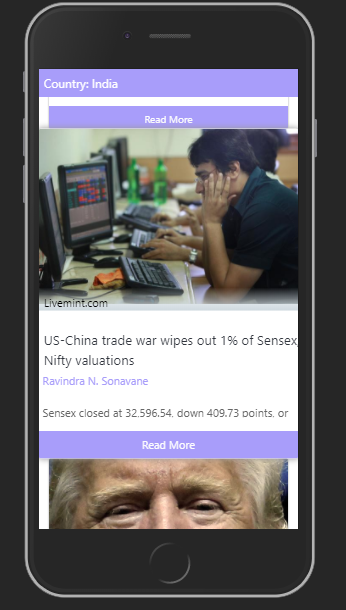 Country: India
Read More
Livemint.com
US-China trade war wipes out 1% of Sensex,
Nifty valuations
Ravindra N. Sonavane
Sensex closed at 32,596.54, down 409.73 points, or
Read More